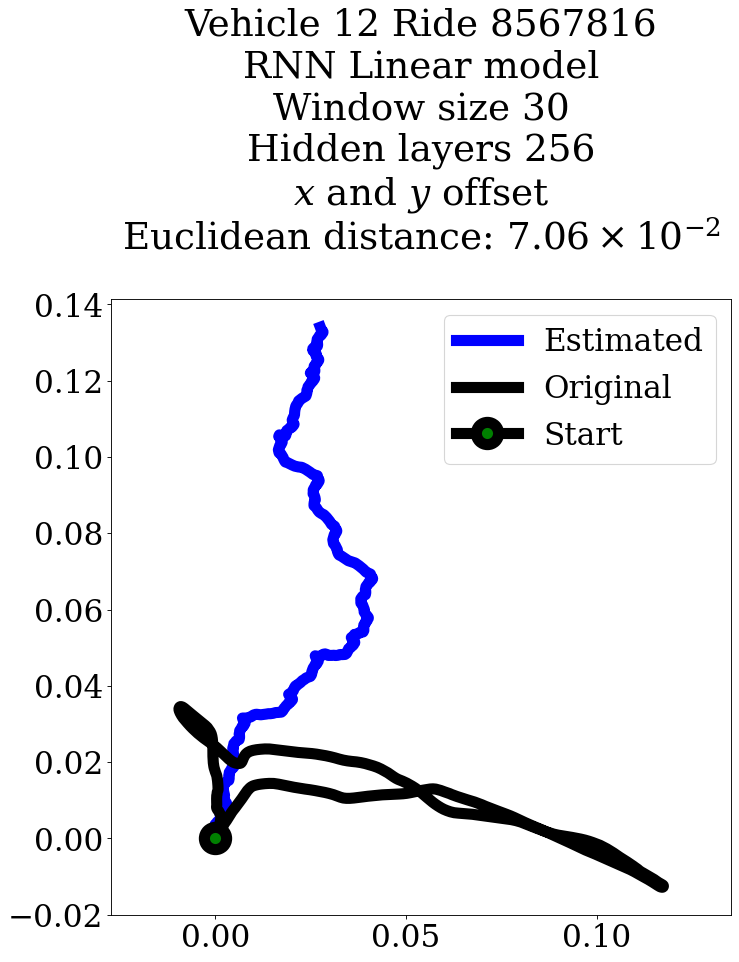 Vehicle 12 Ride 8567816
RNN Linear model
Window size 30
Hidden layers 256
x and y offset
Euclidean distance: 7.06 × 10⁻²
0.14
0.12
0.10
0.08
0.06
0.04
0.02
0.00
−0.02
Estimated
Original
Start
0.00 0.05 0.10